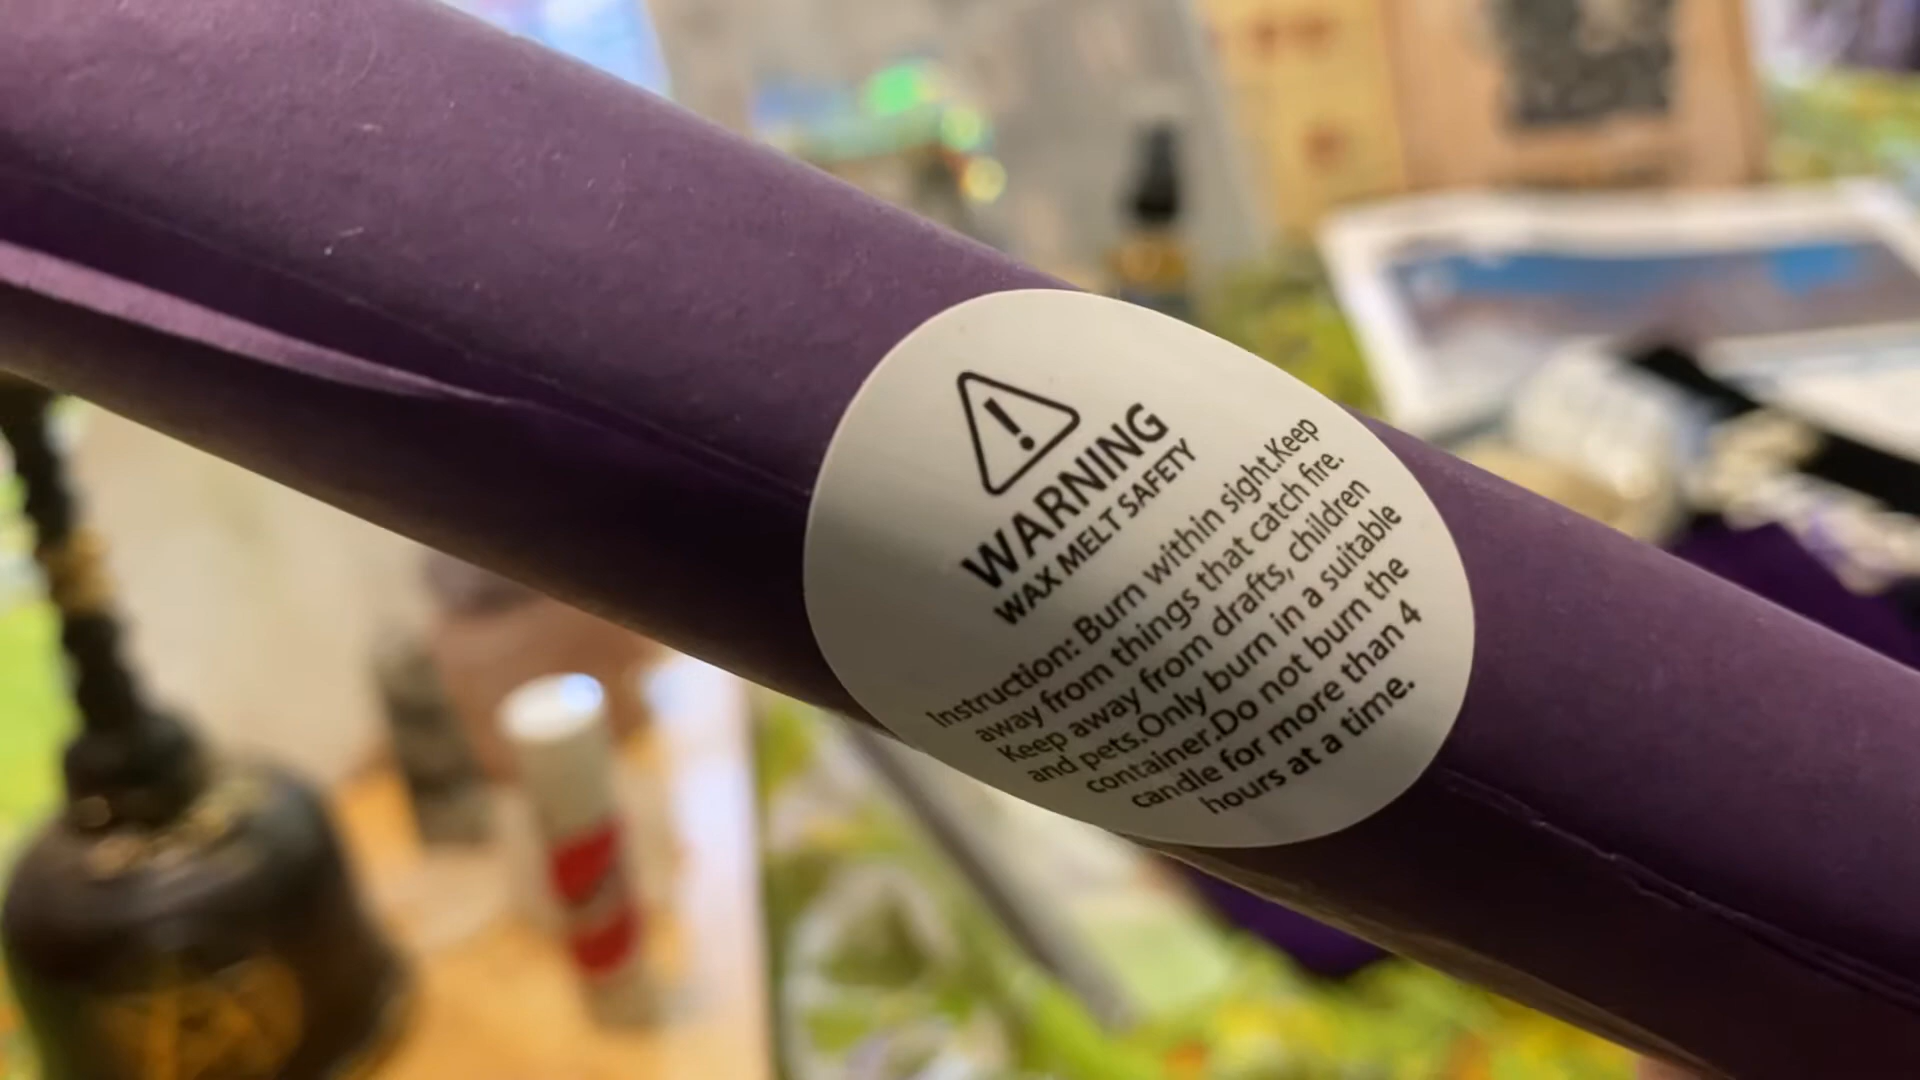 WARNING
WAX MELT SAFETY
Instruction: Burn within sight.Keep
away from things that catch fire.
Keep away from drafts, children
and pets.Only burn in a suitable
container.Do not burn the
candle for more than 4
hours at a time.